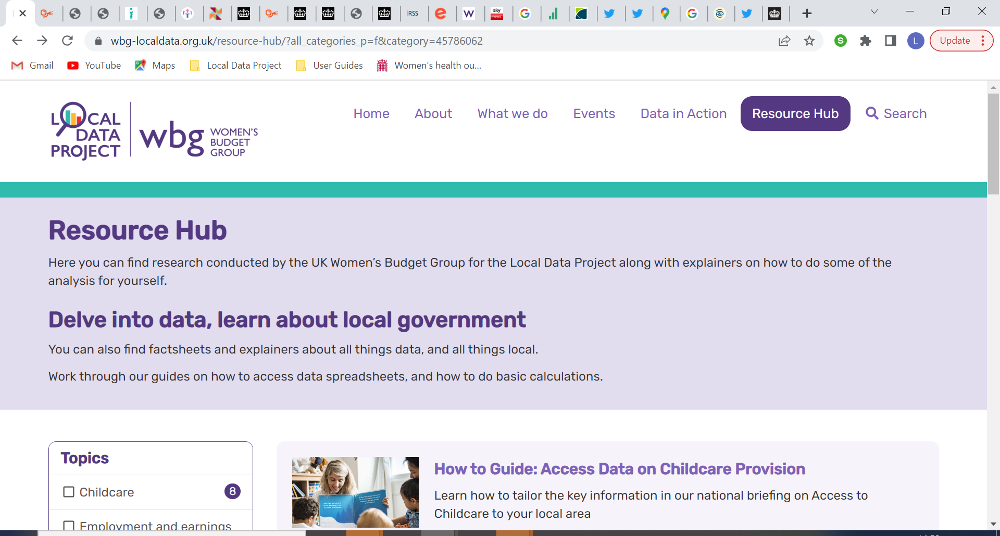 RSS
e
W
sky
news
wbg-localdata.org.uk/resource-hub/?all_categories_p=f&category=45786062
S
L
Update
Gmail
YouTube
Maps
Local Data Project
User Guides
Women's health ou...
LOCAL
DATA
PROJECT
wbg
WOMEN'S
BUDGET
GROUP
Home
About
What we do
Events
Data in Action
Resource Hub
Search
Resource Hub
Here you can find research conducted by the UK Women's Budget Group for the Local Data Project along with explainers on how to do some of the
analysis for yourself.
Delve into data, learn about local government
You can also find factsheets and explainers about all things data, and all things local.
Work through our guides on how to access data spreadsheets, and how to do basic calculations.
Topics
Childcare
8
Employment and earnings
How to Guide: Access Data on Childcare Provision
Learn how to tailor the key information in our national briefing on Access to
Childcare to your local area